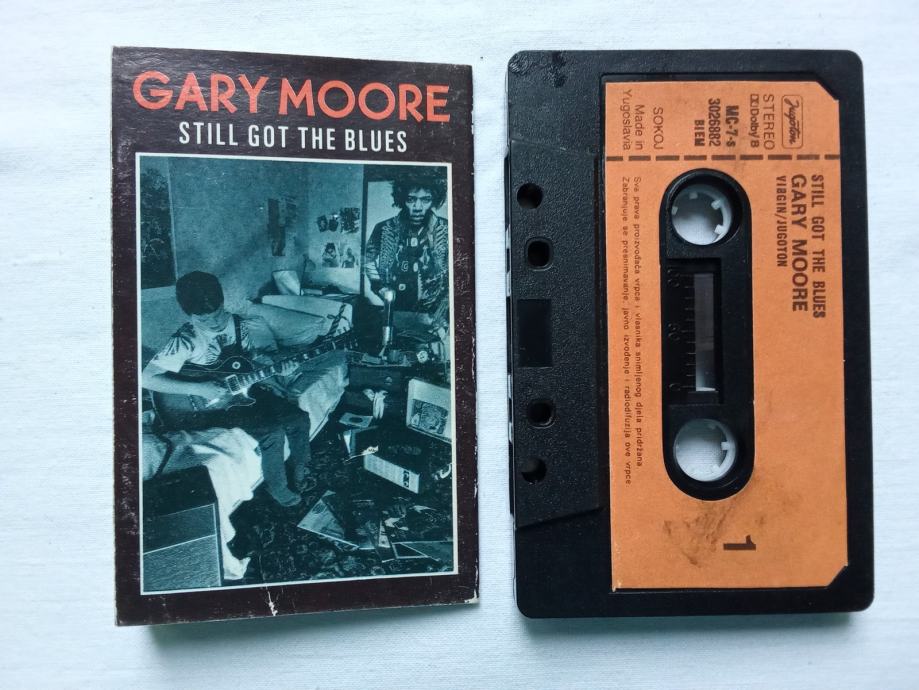 GARY MOORE
STILL GOT THE BLUES
Jugoton
STEREO
Dolby B
MC-7-s
3026882
BIEM
SOKOJ
Made in
Yugoslavia
STILL GOT THE BLUES
GARY MOORE
VIRGIN/JUGOTON
1
Sva prava proizvođača vrpce i vlasnika snimljenog djela pridržana.
Zabranjuje se presnimavanje, javno izvođenje i radiodifuzija ove vrpce.